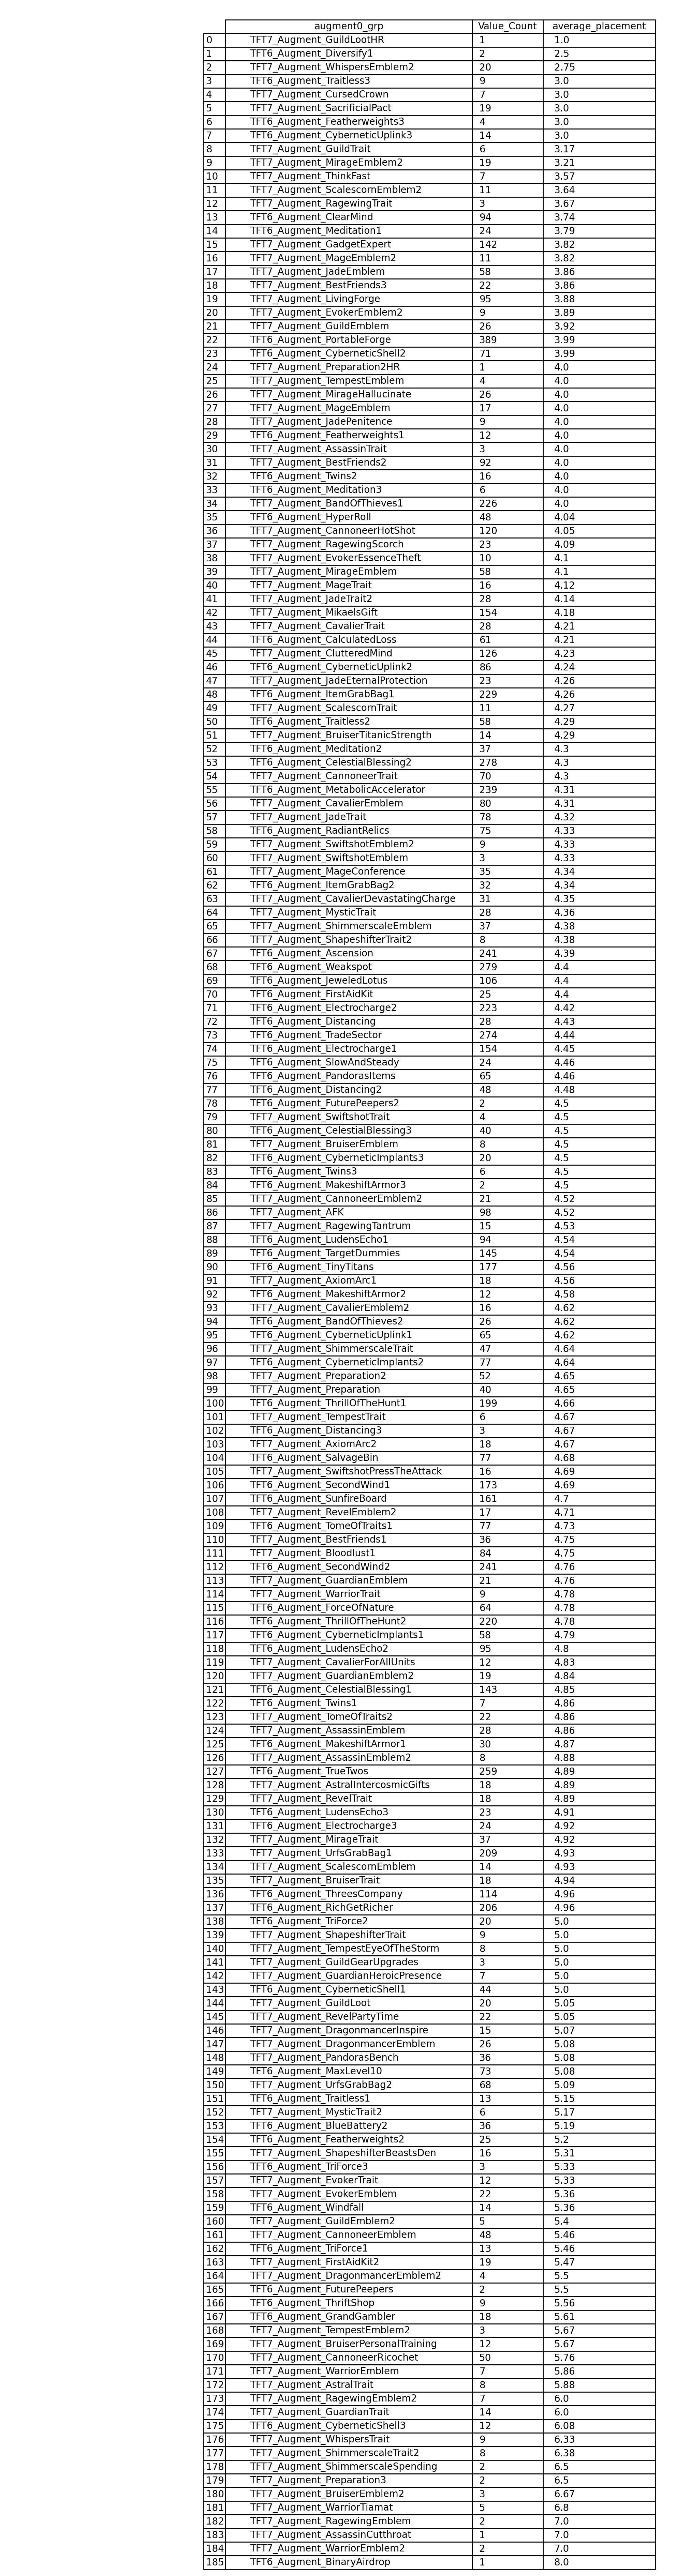 augment0_grp Value_Count average_placement
0 TFT7_Augment_GuildLootHR 1 1.0
1 TFT6_Augment_Diversify1 2 2.5
2 TFT7_Augment_WhispersEmblem2 20 2.75
3 TFT6_Augment_Traitless3 9 3.0
4 TFT7_Augment_CursedCrown 7 3.0
5 TFT7_Augment_SacrificialPact 19 3.0
6 TFT6_Augment_Featherweights3 4 3.0
7 TFT6_Augment_CyberneticUplink3 14 3.0
8 TFT7_Augment_GuildTrait 6 3.17
9 TFT7_Augment_MirageEmblem2 19 3.21
10 TFT7_Augment_ThinkFast 7 3.57
11 TFT7_Augment_ScalescornEmblem2 11 3.64
12 TFT7_Augment_RagewingTrait 3 3.67
13 TFT6_Augment_ClearMind 94 3.74
14 TFT6_Augment_Meditation1 24 3.79
15 TFT7_Augment_GadgetExpert 142 3.82
16 TFT7_Augment_MageEmblem2 11 3.82
17 TFT7_Augment_JadeEmblem 58 3.86
18 TFT7_Augment_BestFriends3 22 3.86
19 TFT7_Augment_LivingForge 95 3.88
20 TFT7_Augment_EvokerEmblem2 9 3.89
21 TFT7_Augment_GuildEmblem 26 3.92
22 TFT6_Augment_PortableForge 389 3.99
23 TFT6_Augment_CyberneticShell2 71 3.99
24 TFT7_Augment_Preparation2HR 1 4.0
25 TFT7_Augment_TempestEmblem 4 4.0
26 TFT7_Augment_MirageHallucinate 26 4.0
27 TFT7_Augment_MageEmblem 17 4.0
28 TFT7_Augment_JadePenitence 9 4.0
29 TFT6_Augment_Featherweights1 12 4.0
30 TFT7_Augment_AssassinTrait 3 4.0
31 TFT7_Augment_BestFriends2 92 4.0
32 TFT6_Augment_Twins2 16 4.0
33 TFT6_Augment_Meditation3 6 4.0
34 TFT7_Augment_BandOfThieves1 226 4.0
35 TFT6_Augment_HyperRoll 48 4.04
36 TFT7_Augment_CannoneerHotShot 120 4.05
37 TFT7_Augment_RagewingScorch 23 4.09
38 TFT7_Augment_EvokerEssenceTheft 10 4.1
39 TFT7_Augment_MirageEmblem 58 4.1
40 TFT7_Augment_MageTrait 16 4.12
41 TFT7_Augment_JadeTrait2 28 4.14
42 TFT7_Augment_MikaelsGift 154 4.18
43 TFT7_Augment_CavalierTrait 28 4.21
44 TFT6_Augment_CalculatedLoss 61 4.21
45 TFT7_Augment_ClutteredMind 126 4.23
46 TFT6_Augment_CyberneticUplink2 86 4.24
47 TFT7_Augment_JadeEternalProtection 23 4.26
48 TFT6_Augment_ItemGrabBag1 229 4.26
49 TFT7_Augment_ScalescornTrait 11 4.27
50 TFT6_Augment_Traitless2 58 4.29
51 TFT7_Augment_BruiserTitanicStrength 14 4.29
52 TFT6_Augment_Meditation2 37 4.3
53 TFT6_Augment_CelestialBlessing2 278 4.3
54 TFT7_Augment_CannoneerTrait 70 4.3
55 TFT6_Augment_MetabolicAccelerator 239 4.31
56 TFT7_Augment_CavalierEmblem 80 4.31
57 TFT7_Augment_JadeTrait 78 4.32
58 TFT6_Augment_RadiantRelics 75 4.33
59 TFT7_Augment_SwiftshotEmblem2 9 4.33
60 TFT7_Augment_SwiftshotEmblem 3 4.33
61 TFT7_Augment_MageConference 35 4.34
62 TFT6_Augment_ItemGrabBag2 32 4.34
63 TFT7_Augment_CavalierDevastatingCharge 31 4.35
64 TFT7_Augment_MysticTrait 28 4.36
65 TFT7_Augment_ShimmerscaleEmblem 37 4.38
66 TFT7_Augment_ShapeshifterTrait2 8 4.38
67 TFT6_Augment_Ascension 241 4.39
68 TFT6_Augment_Weakspot 279 4.4
69 TFT6_Augment_JeweledLotus 106 4.4
70 TFT6_Augment_FirstAidKit 25 4.4
71 TFT6_Augment_Electrocharge2 223 4.42
72 TFT6_Augment_Distancing 28 4.43
73 TFT6_Augment_TradeSector 274 4.44
74 TFT6_Augment_Electrocharge1 154 4.45
75 TFT6_Augment_SlowAndSteady 24 4.46
76 TFT6_Augment_PandorasItems 65 4.46
77 TFT6_Augment_Distancing2 48 4.48
78 TFT7_Augment_FuturePeepers2 2 4.5
79 TFT7_Augment_SwiftshotTrait 4 4.5
80 TFT6_Augment_CelestialBlessing3 40 4.5
81 TFT7_Augment_BruiserEmblem 8 4.5
82 TFT6_Augment_CyberneticImplants3 20 4.5
83 TFT6_Augment_Twins3 6 4.5
84 TFT6_Augment_MakeshiftArmor3 2 4.5
85 TFT7_Augment_CannoneerEmblem2 21 4.52
86 TFT7_Augment_AFK 98 4.52
87 TFT7_Augment_RagewingTantrum 15 4.53
88 TFT6_Augment_LudensEcho1 94 4.54
89 TFT6_Augment_TargetDummies 145 4.54
90 TFT6_Augment_TinyTitans 177 4.56
91 TFT7_Augment_AxiomArc1 18 4.56
92 TFT6_Augment_MakeshiftArmor2 12 4.58
93 TFT7_Augment_CavalierEmblem2 16 4.62
94 TFT6_Augment_BandOfThieves2 26 4.62
95 TFT6_Augment_CyberneticUplink1 65 4.62
96 TFT7_Augment_ShimmerscaleTrait 47 4.64
97 TFT6_Augment_CyberneticImplants2 77 4.64
98 TFT7_Augment_Preparation2 52 4.65
99 TFT7_Augment_Preparation 40 4.65
100 TFT6_Augment_ThrillOfTheHunt1 199 4.66
101 TFT7_Augment_TempestTrait 6 4.67
102 TFT6_Augment_Distancing3 3 4.67
103 TFT7_Augment_AxiomArc2 18 4.67
104 TFT6_Augment_SalvageBin 77 4.68
105 TFT7_Augment_SwiftshotPressTheAttack 16 4.69
106 TFT6_Augment_SecondWind1 173 4.69
107 TFT6_Augment_SunfireBoard 161 4.7
108 TFT7_Augment_RevelEmblem2 17 4.71
109 TFT6_Augment_TomeOfTraits1 77 4.73
110 TFT7_Augment_BestFriends1 36 4.75
111 TFT7_Augment_Bloodlust1 84 4.75
112 TFT6_Augment_SecondWind2 241 4.76
113 TFT7_Augment_GuardianEmblem 21 4.76
114 TFT7_Augment_WarriorTrait 9 4.78
115 TFT6_Augment_ForceOfNature 64 4.78
116 TFT6_Augment_ThrillOfTheHunt2 220 4.78
117 TFT6_Augment_CyberneticImplants1 58 4.79
118 TFT6_Augment_LudensEcho2 95 4.8
119 TFT7_Augment_CavalierForAllUnits 12 4.83
120 TFT7_Augment_GuardianEmblem2 19 4.84
121 TFT6_Augment_CelestialBlessing1 143 4.85
122 TFT6_Augment_Twins1 7 4.86
123 TFT7_Augment_TomeOfTraits2 22 4.86
124 TFT7_Augment_AssassinEmblem 28 4.86
125 TFT6_Augment_MakeshiftArmor1 30 4.87
126 TFT7_Augment_AssassinEmblem2 8 4.88
127 TFT6_Augment_TrueTwos 259 4.89
128 TFT7_Augment_AstralIntercosmicGifts 18 4.89
129 TFT7_Augment_RevelTrait 18 4.89
130 TFT6_Augment_LudensEcho3 23 4.91
131 TFT6_Augment_Electrocharge3 24 4.92
132 TFT7_Augment_MirageTrait 37 4.92
133 TFT7_Augment_UrfsGrabBag1 209 4.93
134 TFT7_Augment_ScalescornEmblem 14 4.93
135 TFT7_Augment_BruiserTrait 18 4.94
136 TFT6_Augment_ThreesCompany 114 4.96
137 TFT6_Augment_RichGetRicher 206 4.96
138 TFT6_Augment_TriForce2 20 5.0
139 TFT7_Augment_ShapeshifterTrait 9 5.0
140 TFT7_Augment_TempestEyeOfTheStorm 8 5.0
141 TFT7_Augment_GuildGearUpgrades 3 5.0
142 TFT7_Augment_GuardianHeroicPresence 7 5.0
143 TFT6_Augment_CyberneticShell1 44 5.0
144 TFT7_Augment_GuildLoot 20 5.05
145 TFT7_Augment_RevelPartyTime 22 5.05
146 TFT7_Augment_DragonmancerInspire 15 5.07
147 TFT7_Augment_DragonmancerEmblem 26 5.08
148 TFT7_Augment_PandorasBench 36 5.08
149 TFT6_Augment_MaxLevel10 73 5.08
150 TFT7_Augment_UrfsGrabBag2 68 5.09
151 TFT6_Augment_Traitless1 13 5.15
152 TFT7_Augment_MysticTrait2 6 5.17
153 TFT6_Augment_BlueBattery2 36 5.19
154 TFT6_Augment_Featherweights2 25 5.2
155 TFT7_Augment_ShapeshifterBeastsDen 16 5.31
156 TFT6_Augment_TriForce3 3 5.33
157 TFT7_Augment_EvokerTrait 12 5.33
158 TFT7_Augment_EvokerEmblem 22 5.36
159 TFT6_Augment_Windfall 14 5.36
160 TFT7_Augment_GuildEmblem2 5 5.4
161 TFT7_Augment_CannoneerEmblem 48 5.46
162 TFT6_Augment_TriForce1 13 5.46
163 TFT7_Augment_FirstAidKit2 19 5.47
164 TFT7_Augment_DragonmancerEmblem2 4 5.5
165 TFT7_Augment_FuturePeepers 2 5.5
166 TFT6_Augment_ThriftShop 9 5.56
167 TFT6_Augment_GrandGambler 18 5.61
168 TFT7_Augment_TempestEmblem2 3 5.67
169 TFT7_Augment_BruiserPersonalTraining 12 5.67
170 TFT7_Augment_CannoneerRicochet 50 5.76
171 TFT7_Augment_WarriorEmblem 7 5.86
172 TFT7_Augment_AstralTrait 8 5.88
173 TFT7_Augment_RagewingEmblem2 7 6.0
174 TFT7_Augment_GuardianTrait 14 6.0
175 TFT6_Augment_CyberneticShell3 12 6.08
176 TFT7_Augment_WhispersTrait 9 6.33
177 TFT7_Augment_ShimmerscaleTrait2 8 6.38
178 TFT7_Augment_ShimmerscaleSpending 2 6.5
179 TFT7_Augment_Preparation3 2 6.5
180 TFT7_Augment_BruiserEmblem2 3 6.67
181 TFT7_Augment_WarriorTiamat 5 6.8
182 TFT7_Augment_RagewingEmblem 2 7.0
183 TFT7_Augment_AssassinCutthroat 1 7.0
184 TFT7_Augment_WarriorEmblem2 2 7.0
185 TFT6_Augment_BinaryAirdrop 1 8.0